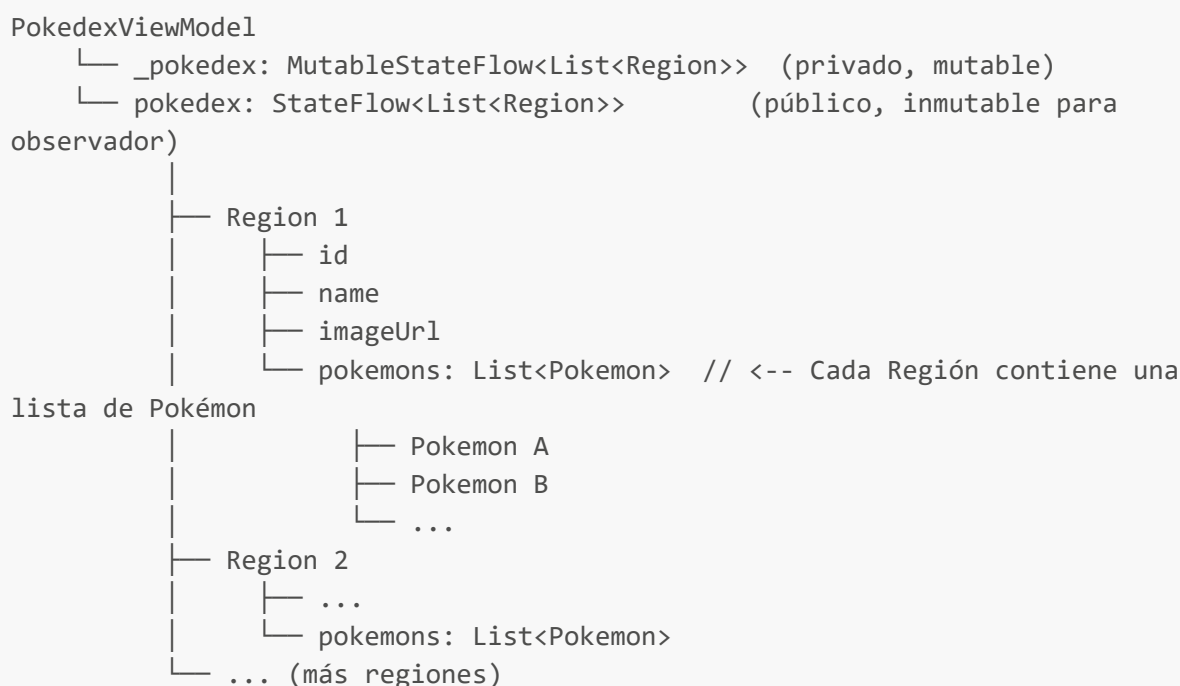 PokedexViewModel
    └── _pokedex: MutableStateFlow<List<Region>>  (privado, mutable)
    └── pokedex: StateFlow<List<Region>>        (público, inmutable para
observador)
          │
          ├── Region 1
          │     ├── id
          │     ├── name
          │     ├── imageUrl
          │     └── pokemons: List<Pokemon>  // <-- Cada Región contiene una
lista de Pokémon
          │           ├── Pokemon A
          │           ├── Pokemon B
          │           └── ...
          ├── Region 2
          │     ├── ...
          │     └── pokemons: List<Pokemon>
          └── ... (más regiones)